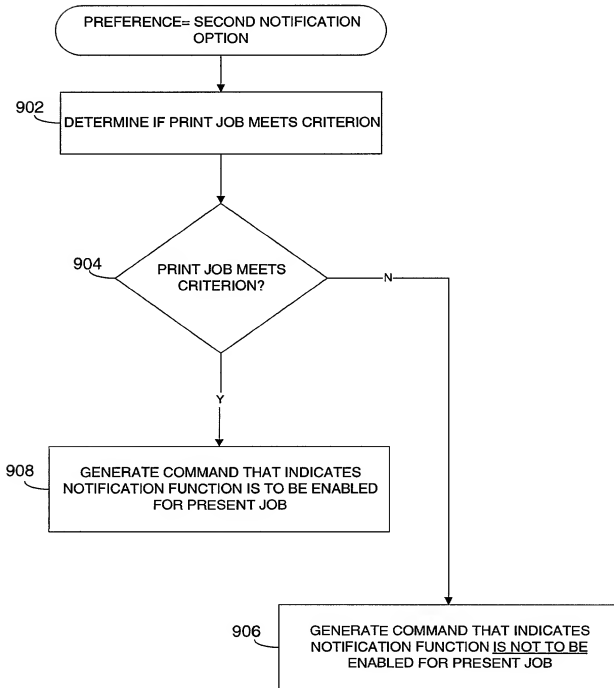 PREFERENCE= SECOND NOTIFICATION
OPTION
902
DETERMINE IF PRINT JOB MEETS CRITERION
904
PRINT JOB MEETS
CRITERION?
N
Y
908
GENERATE COMMAND THAT INDICATES
NOTIFICATION FUNCTION IS TO BE ENABLED
FOR PRESENT JOB
906
GENERATE COMMAND THAT INDICATES
NOTIFICATION FUNCTION IS NOT TO BE
ENABLED FOR PRESENT JOB